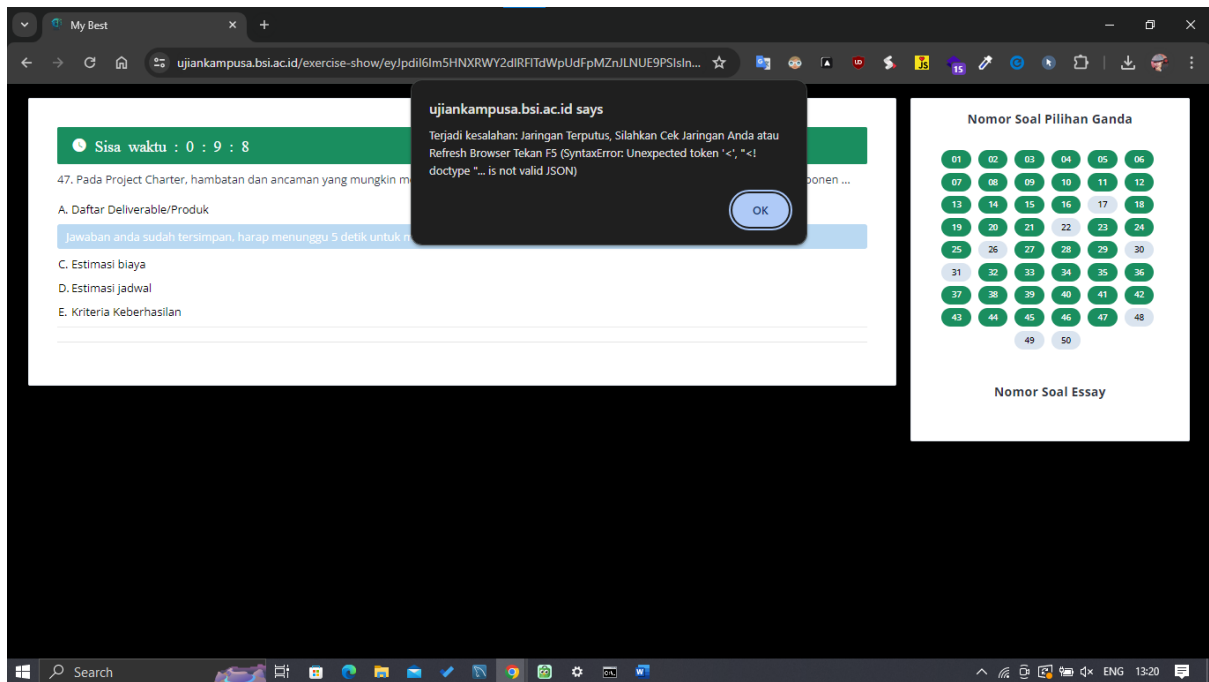 My Best
ujiankampusa.bsi.ac.id/exercise-show/
ujiankampusa.bsi.ac.id says
Terjadi kesalahan: Jaringan Terputus, Silahkan Cek Jaringan Anda atau
Refresh Browser Tekan F5 (SyntaxError: Unexpected token '<', "<!
doctype "... is not valid JSON)
OK
Sisa waktu : 0 : 9 : 8
47. Pada Project Charter, hambatan dan ancaman yang mungkin
ponen ...
A. Daftar Deliverable/Produk
Jawaban anda sudah tersimpan, harap menunggu 5 detik untuk
C. Estimasi biaya
D. Estimasi jadwal
E. Kriteria Keberhasilan
Nomor Soal Pilihan Ganda
01 02 03 04 05 06
07 08 09 10 11 12
13 14 15 16 17 18
19 20 21 22 23 24
25 26 27 28 29 30
31 32 33 34 35 36
37 38 39 40 41 42
43 44 45 46 47 48
49 50
Nomor Soal Essay
Search
ENG 13:20